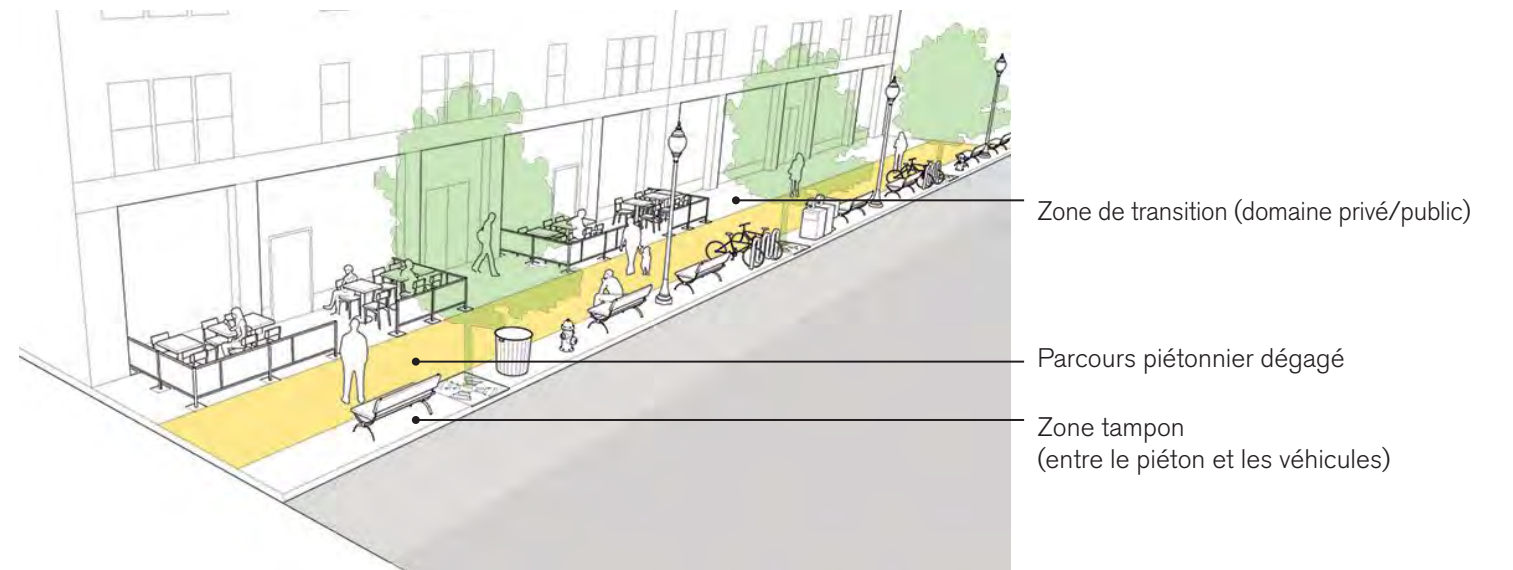 Zone de transition (domaine privé/public)
Parcours piétonnier dégagé
Zone tampon
(entre le piéton et les véhicules)